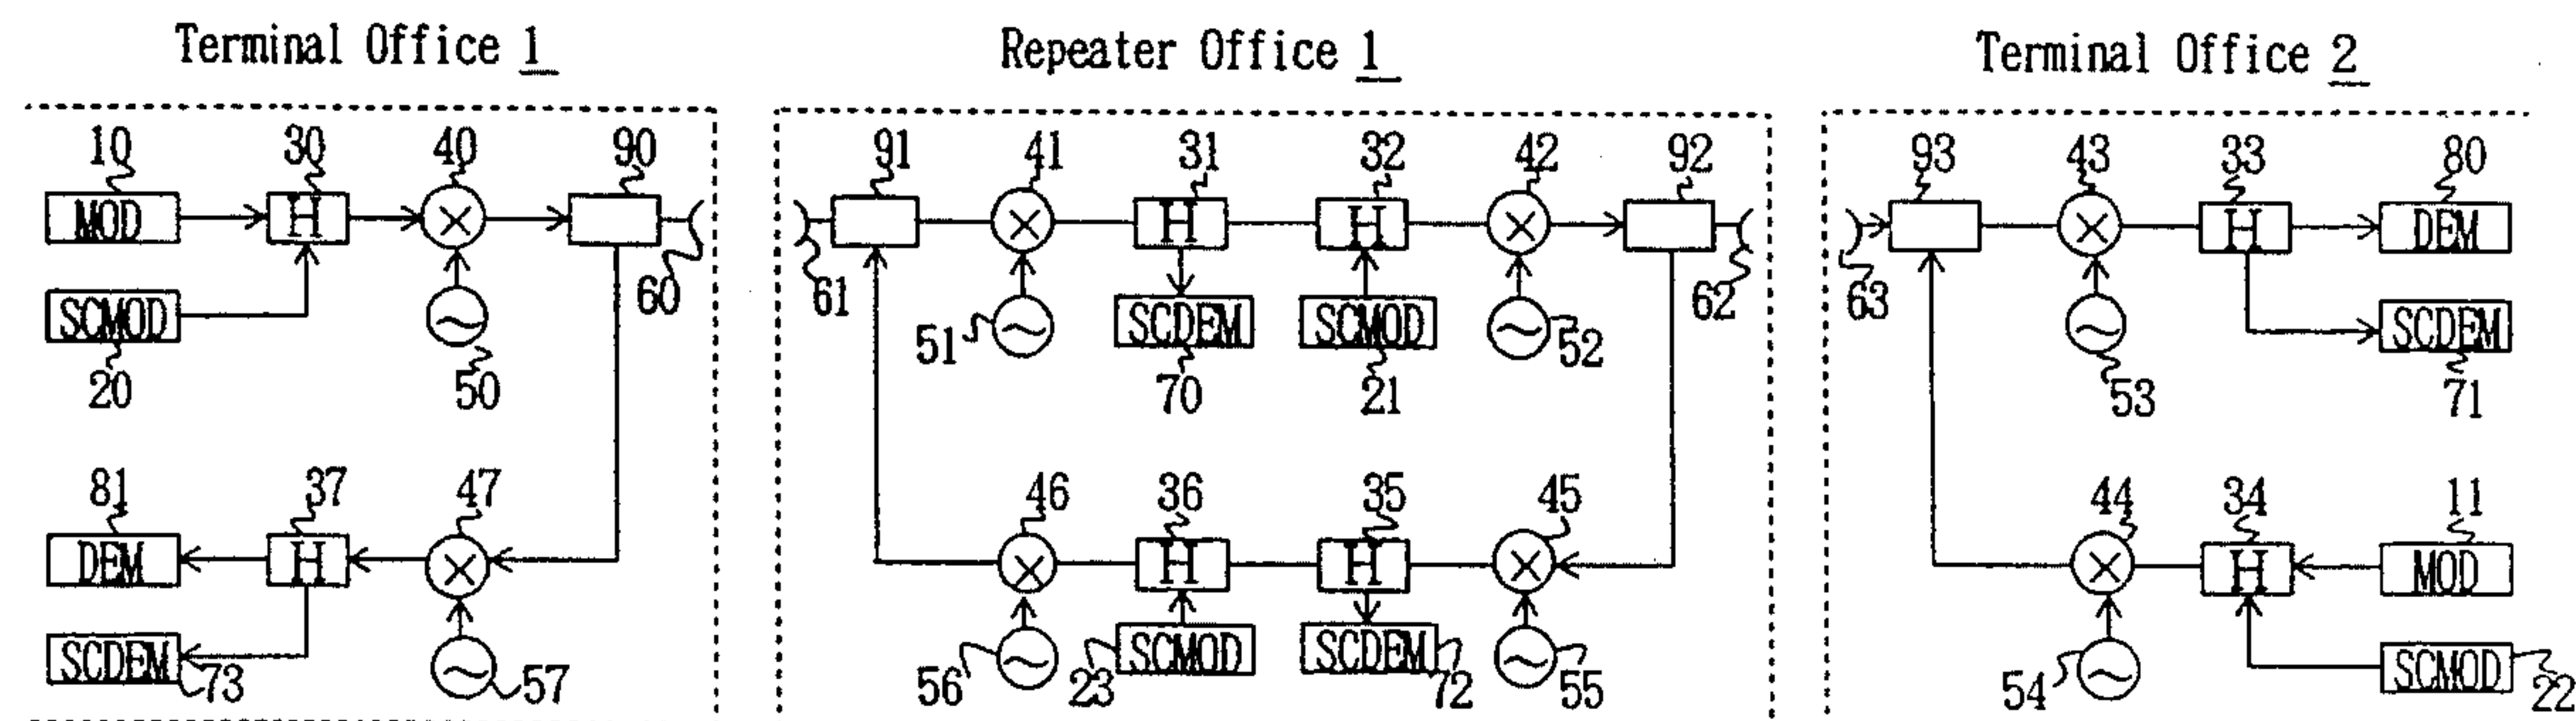 Terminal Office 1
Repeater Office 1
Terminal Office 2
10 30 40 90
91 41 31 32 42 92
93 43 33 80
MOD H
H H
H DEM
60
61
62
63
SCMOD
51 SCDEM SCMOD 52
SCDEM
20 50
70 21
53 71
81 37 47
46 36 35 45
44 34 11
DEM H
H H
H MOD
SCDEM 73 57
56 23 SCMOD SCDEM 72 55
54 SCMOD 22